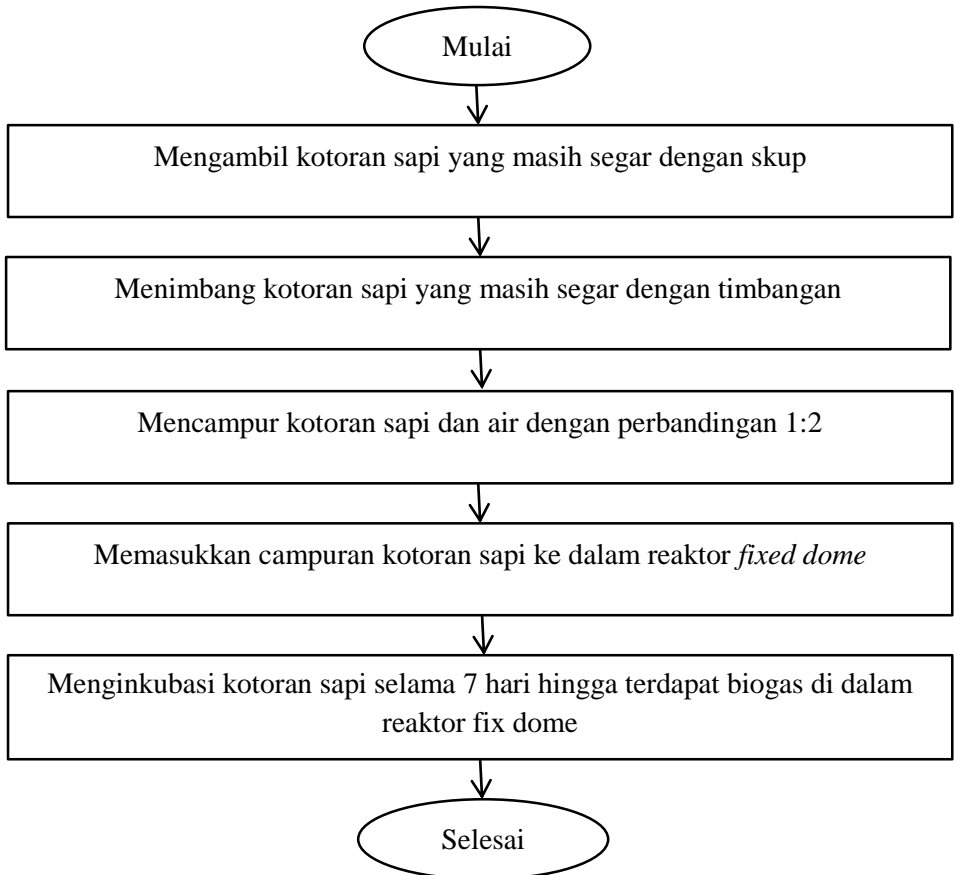 Mulai
Mengambil kotoran sapi yang masih segar dengan skup
Menimbang kotoran sapi yang masih segar dengan timbangan
Mencampur kotoran sapi dan air dengan perbandingan 1:2
Memasukkan campuran kotoran sapi ke dalam reaktor fixed dome
Menginkubasi kotoran sapi selama 7 hari hingga terdapat biogas di dalam
reaktor fix dome
Selesai